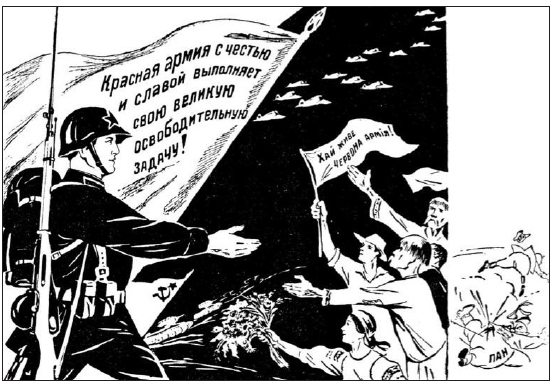 Красная армия с честью
и славой выполняет
свою великую
освободительную
задачу!
Хай живе
червона армія!
ПАН